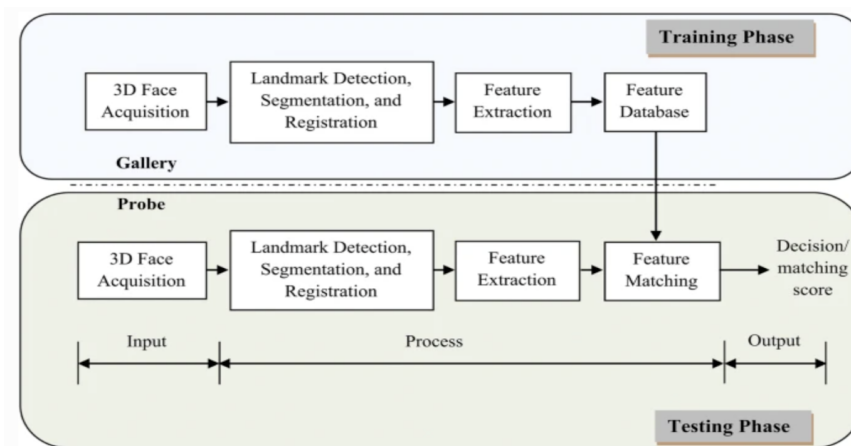 Training Phase
3D Face
Acquisition
Landmark Detection,
Segmentation, and
Registration
Feature
Extraction
Feature
Database
Gallery
Probe
3D Face
Acquisition
Landmark Detection,
Segmentation, and
Registration
Feature
Extraction
Feature
Matching
Decision/
matching
score
Input
Process
Output
Testing Phase